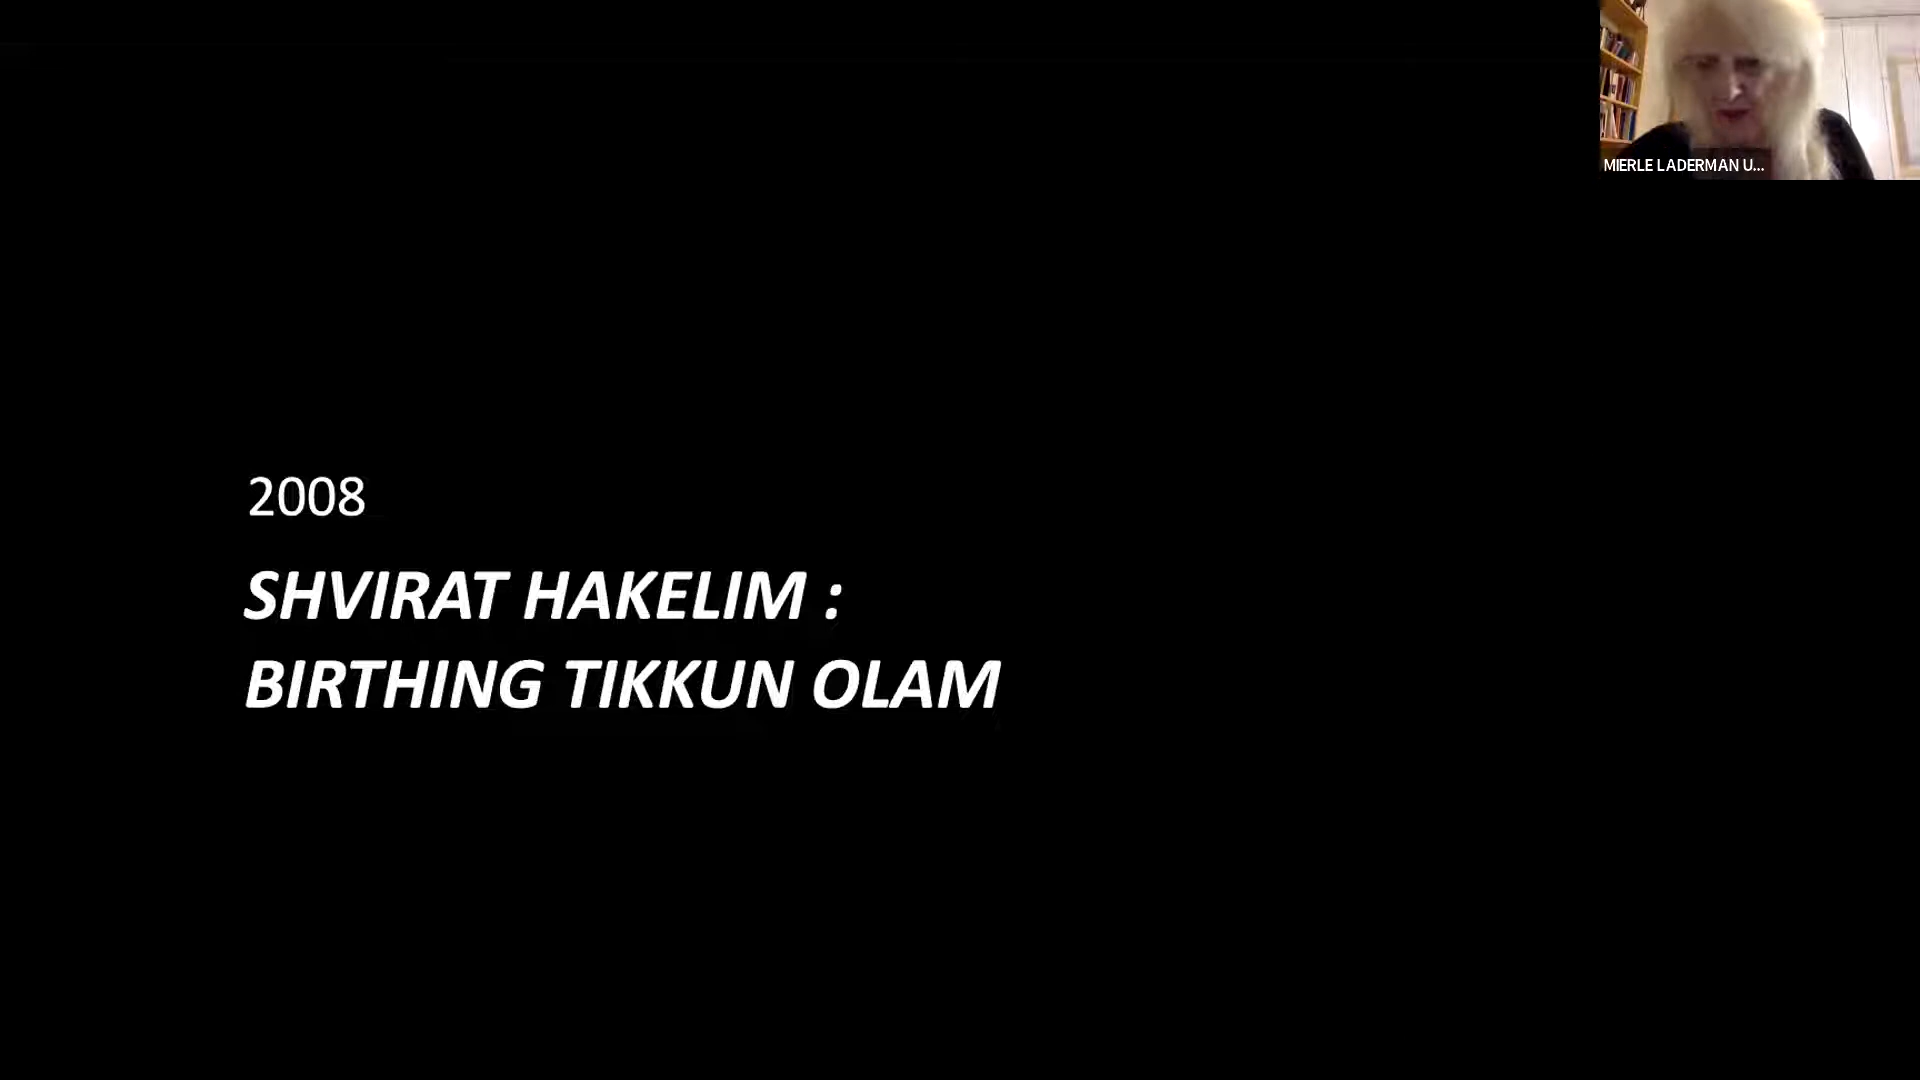 MIERLE LADERMAN U...
2008
SHVIRAT HAKELIM :
BIRTHING TIKKUN OLAM